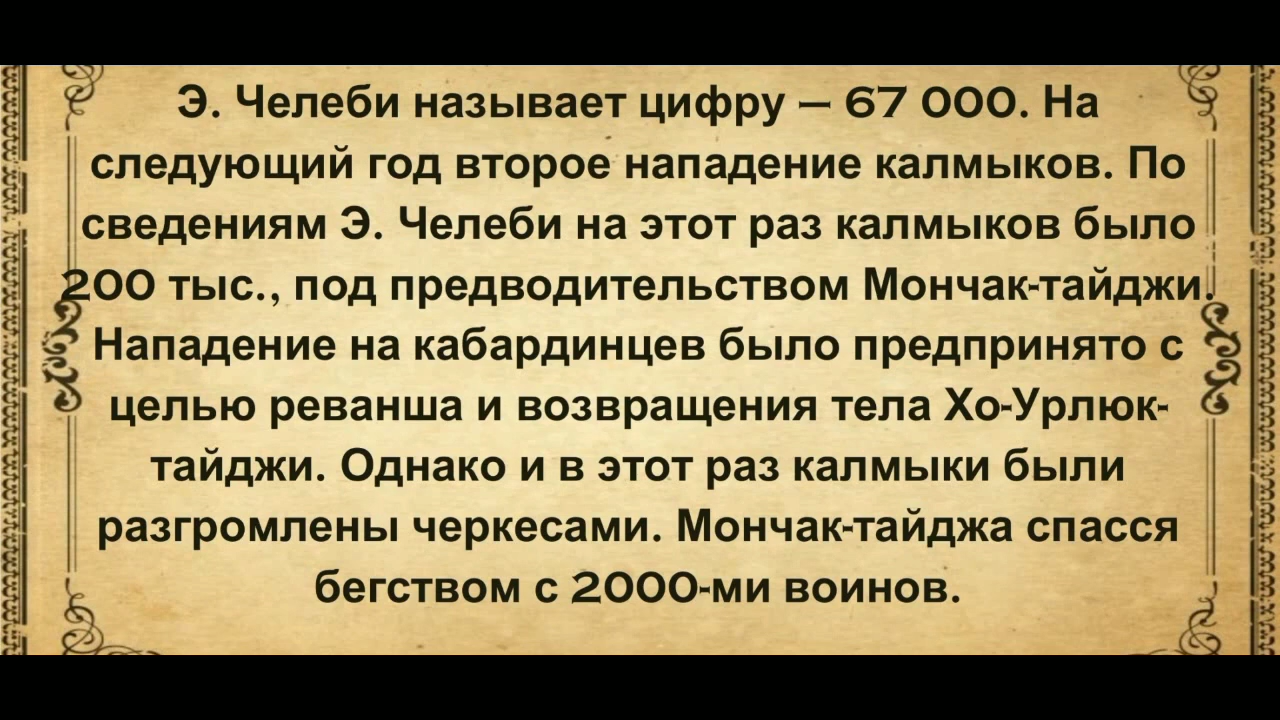 Э. Челеби называет цифру – 67 000. На
следующий год второе нападение калмыков. По
сведениям Э. Челеби на этот раз калмыков было
200 тыс., под предводительством Мончак-тайджи.
Нападение на кабардинцев было предпринято с
целью реванша и возвращения тела Хо-Урлюк-
тайджи. Однако и в этот раз калмыки были
разгромлены черкесами. Мончак-тайджа спасся
бегством с 2000-ми воинов.